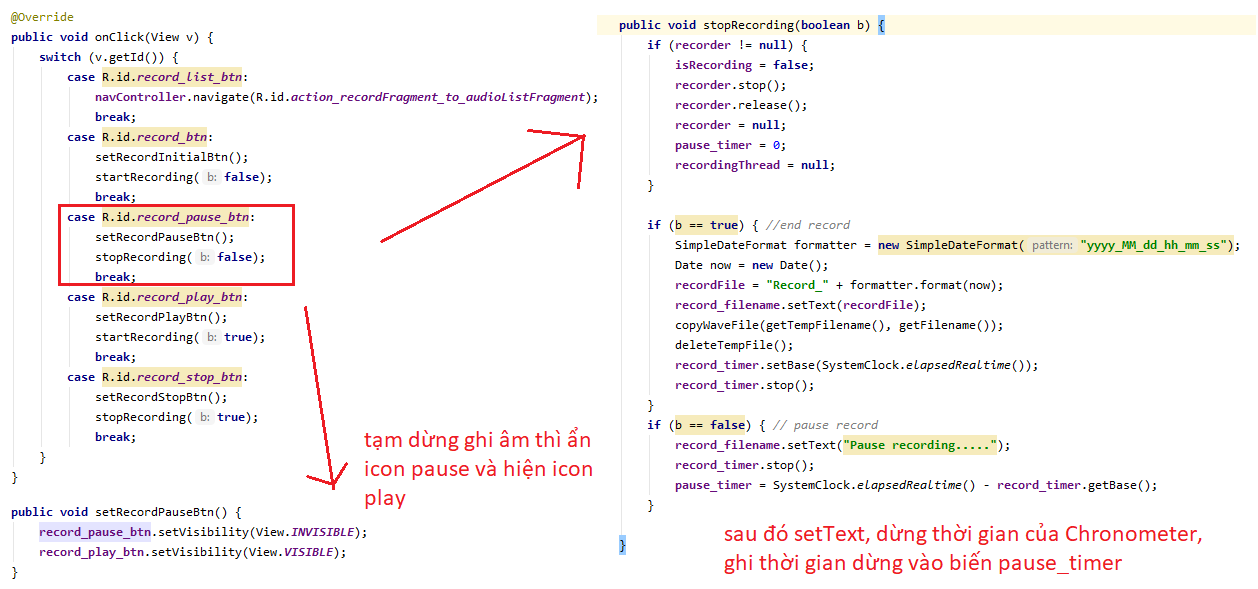 @Override
public void onClick(View v) {
switch (v.getId()) {
case R.id.record_list_btn:
navController.navigate(R.id.action_recordFragment_to_audioListFragment);
break;
case R.id.record_btn:
setRecordInitialBtn();
startRecording( b: false);
break;
case R.id.record_pause_btn:
setRecordPauseBtn();
stopRecording( b: false);
break;
case R.id.record_play_btn:
setRecordPlayBtn();
startRecording( b: true);
break;
case R.id.record_stop_btn:
setRecordStopBtn();
stopRecording( b: true);
break;
}
}
public void setRecordPauseBtn() {
record_pause_btn.setVisibility(View.INVISIBLE);
record_play_btn.setVisibility(View.VISIBLE);
}
tạm dừng ghi âm thì ẩn
icon pause và hiện icon
play
public void stopRecording(boolean b) {
if (recorder != null) {
isRecording = false;
recorder.stop();
recorder.release();
recorder = null;
pause_timer = 0;
recordingThread = null;
}
if (b == true) { //end record
SimpleDateFormat formatter = new SimpleDateFormat( pattern: "yyyy_MM_dd_hh_mm_ss");
Date now = new Date();
recordFile = "Record_" + formatter.format(now);
record_filename.setText(recordFile);
copyWaveFile(getTempFilename(), getFilename());
deleteTempFile();
record_timer.setBase(SystemClock.elapsedRealtime());
record_timer.stop();
}
if (b == false) { // pause record
record_filename.setText("Pause recording.....");
record_timer.stop();
pause_timer = SystemClock.elapsedRealtime() - record_timer.getBase();
}
}
sau đó setText, dừng thời gian của Chronometer,
ghi thời gian dừng vào biến pause_timer